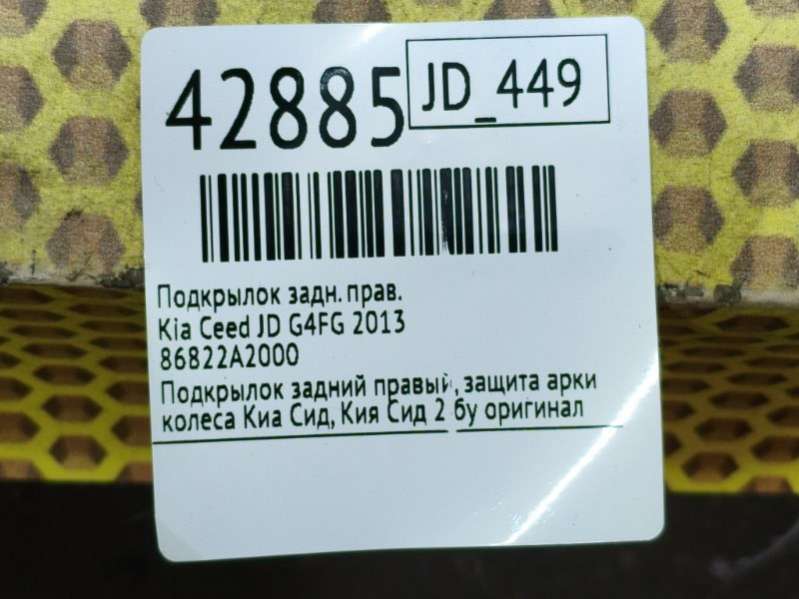 42885
JD_449
Подкрылок задн. прав.
Kia Ceed JD G4FG 2013
86822A2000
Подкрылок задний правый, защита арки
колеса Киа Сид, Кия Сид 2 бу оригинал